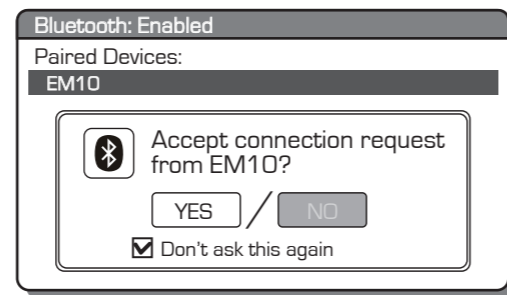 Bluetooth: Enabled
Paired Devices:
EM10
Accept connection request
from EM10?
YES / NO
Don't ask this again